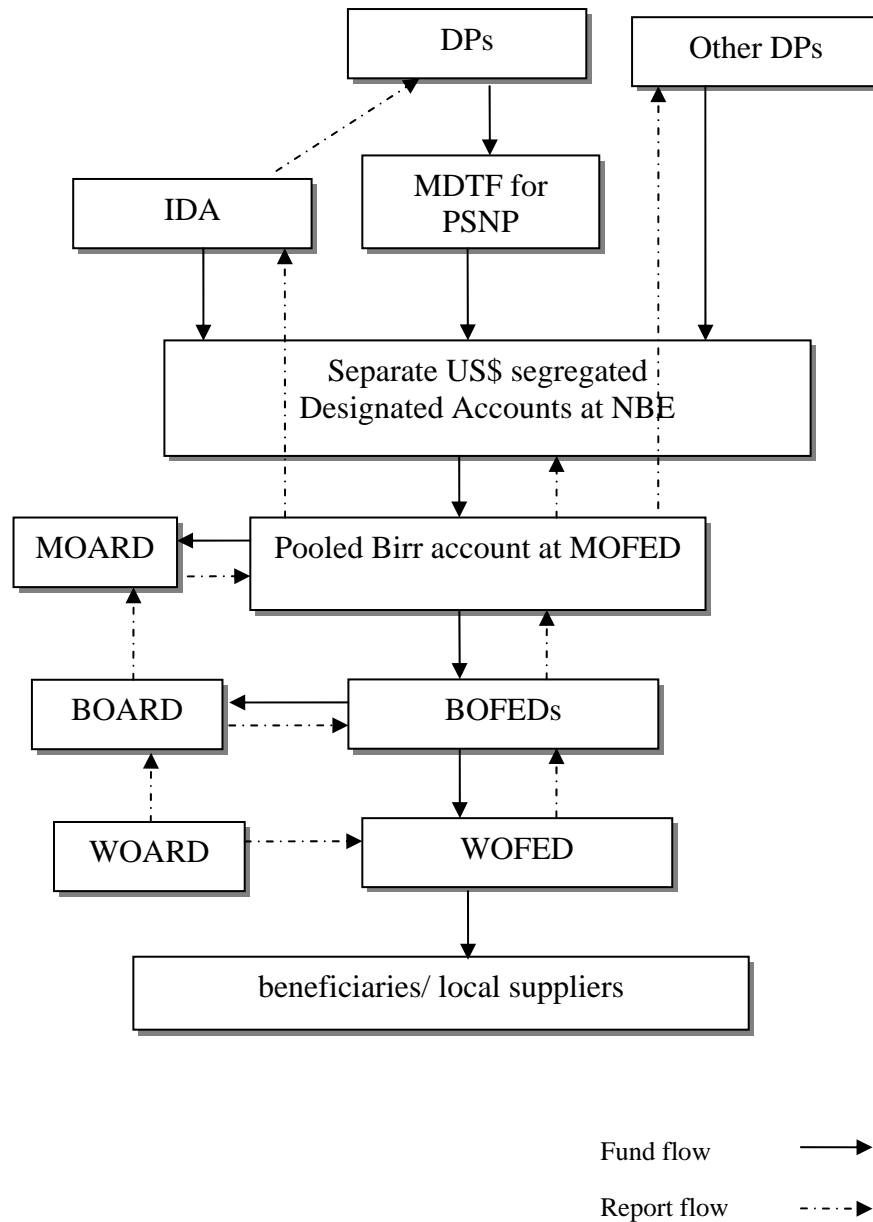 DPs
Other DPs
IDA
MDTF for
PSNP
Separate US$ segregated
Designated Accounts at NBE
MOARD
Pooled Birr account at MOFED
BOARD
BOFEDs
WOARD
WOFED
beneficiaries/ local suppliers
Fund flow
Report flow